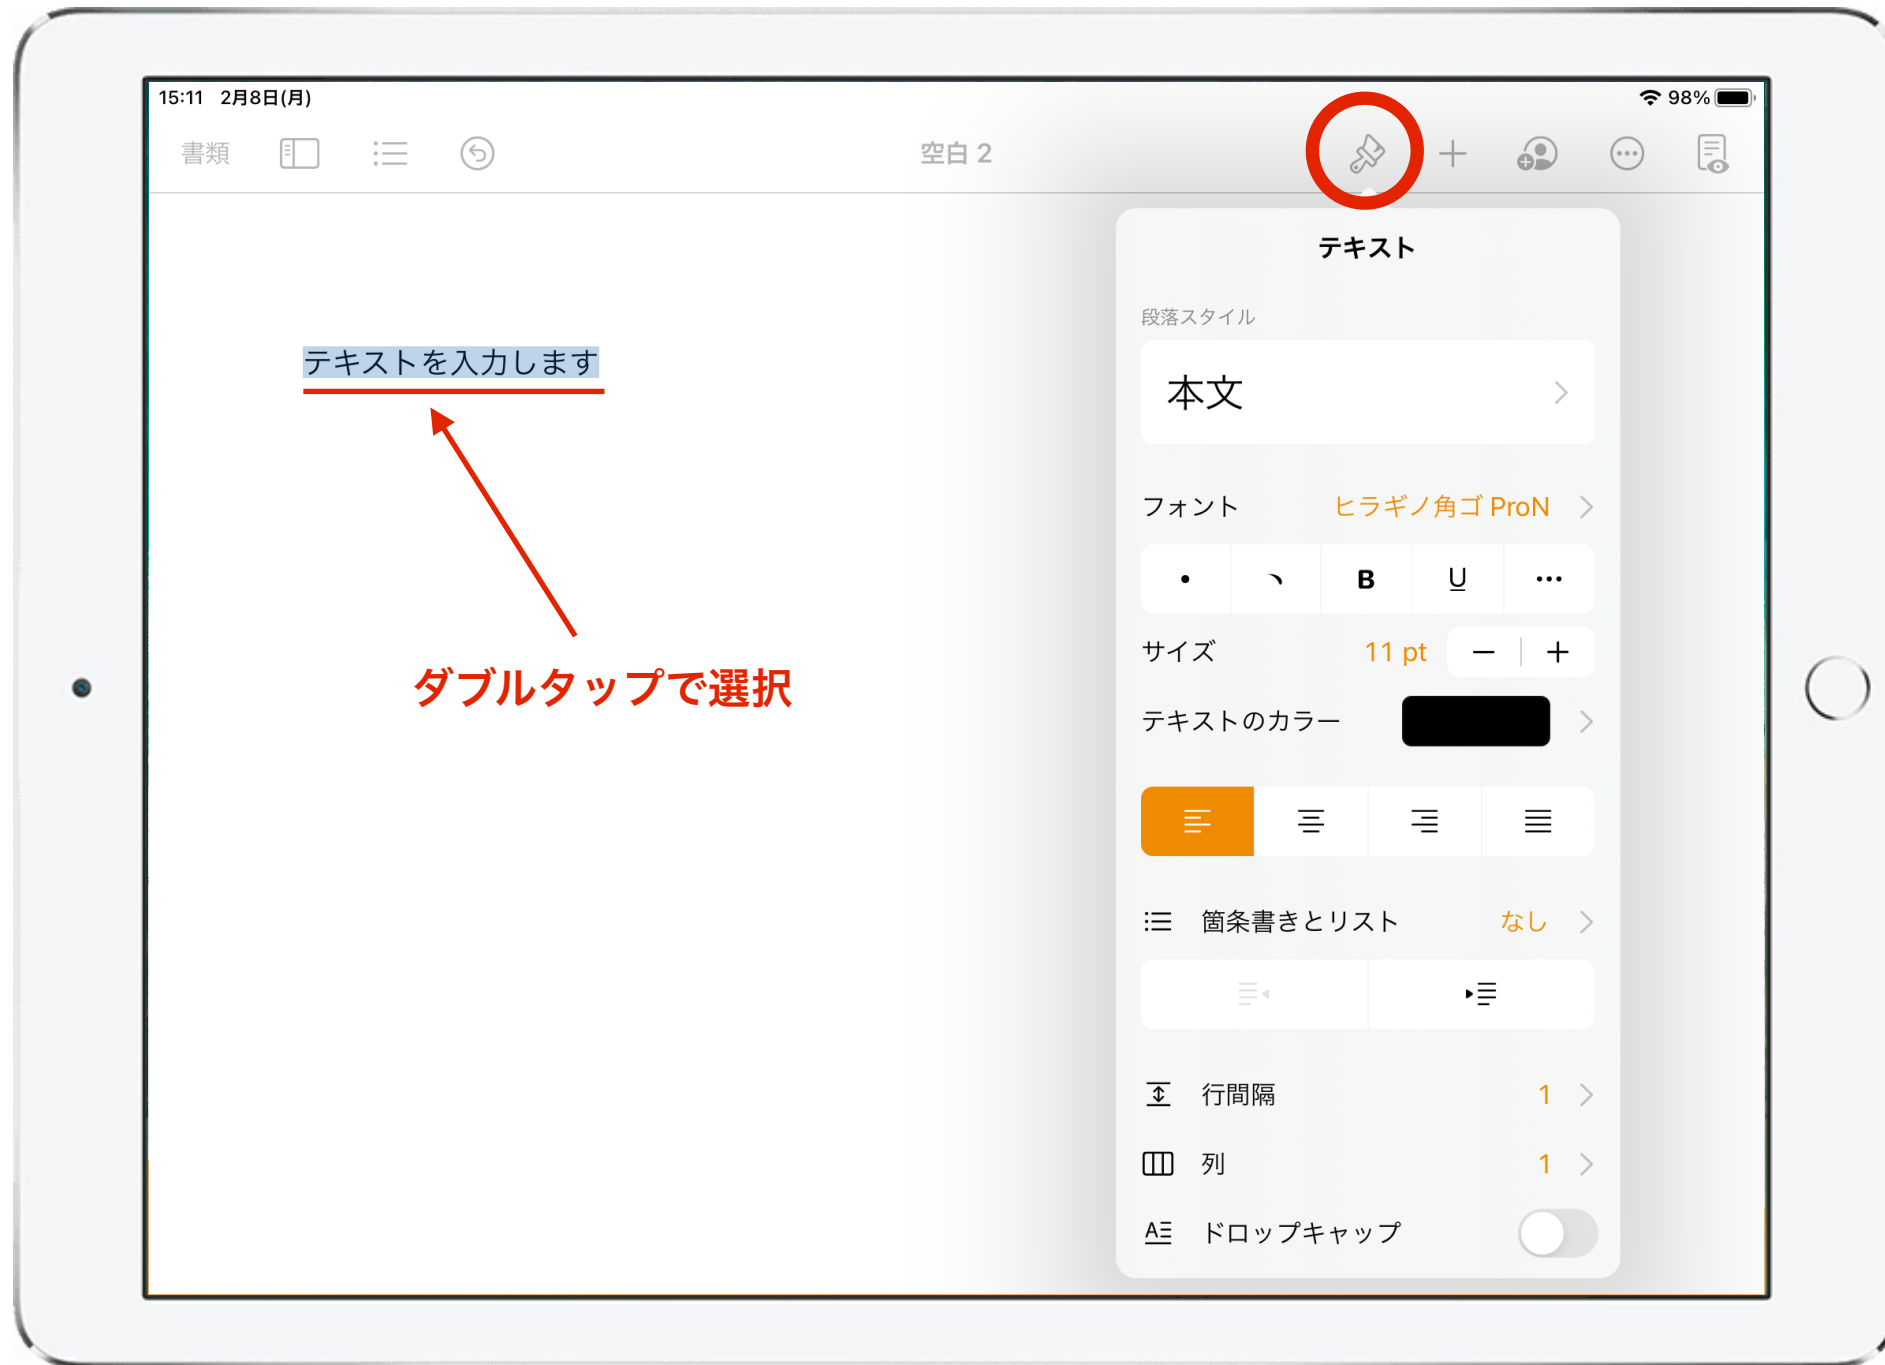 15:11 2月8日(月)
98%
書類
空白 2
テキスト
段落スタイル
テキストを入力します
本文
フォント ヒラギノ角ゴ ProN
・ 、 B U ···
サイズ 11 pt − +
ダブルタップで選択
テキストのカラー
箇条書きとリスト なし
行間隔 1
列 1
ドロップキャップ